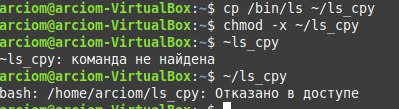 arciom@arciom-VirtualBox:~$ cp /bin/ls ~/ls_cpy
arciom@arciom-VirtualBox:~$ chmod -x ~/ls_cpy
arciom@arciom-VirtualBox:~$ ~ls_cpy
~ls_cpy: команда не найдена
arciom@arciom-VirtualBox:~$ ~/ls_cpy
bash: /home/arciom/ls_cpy: Отказано в доступе